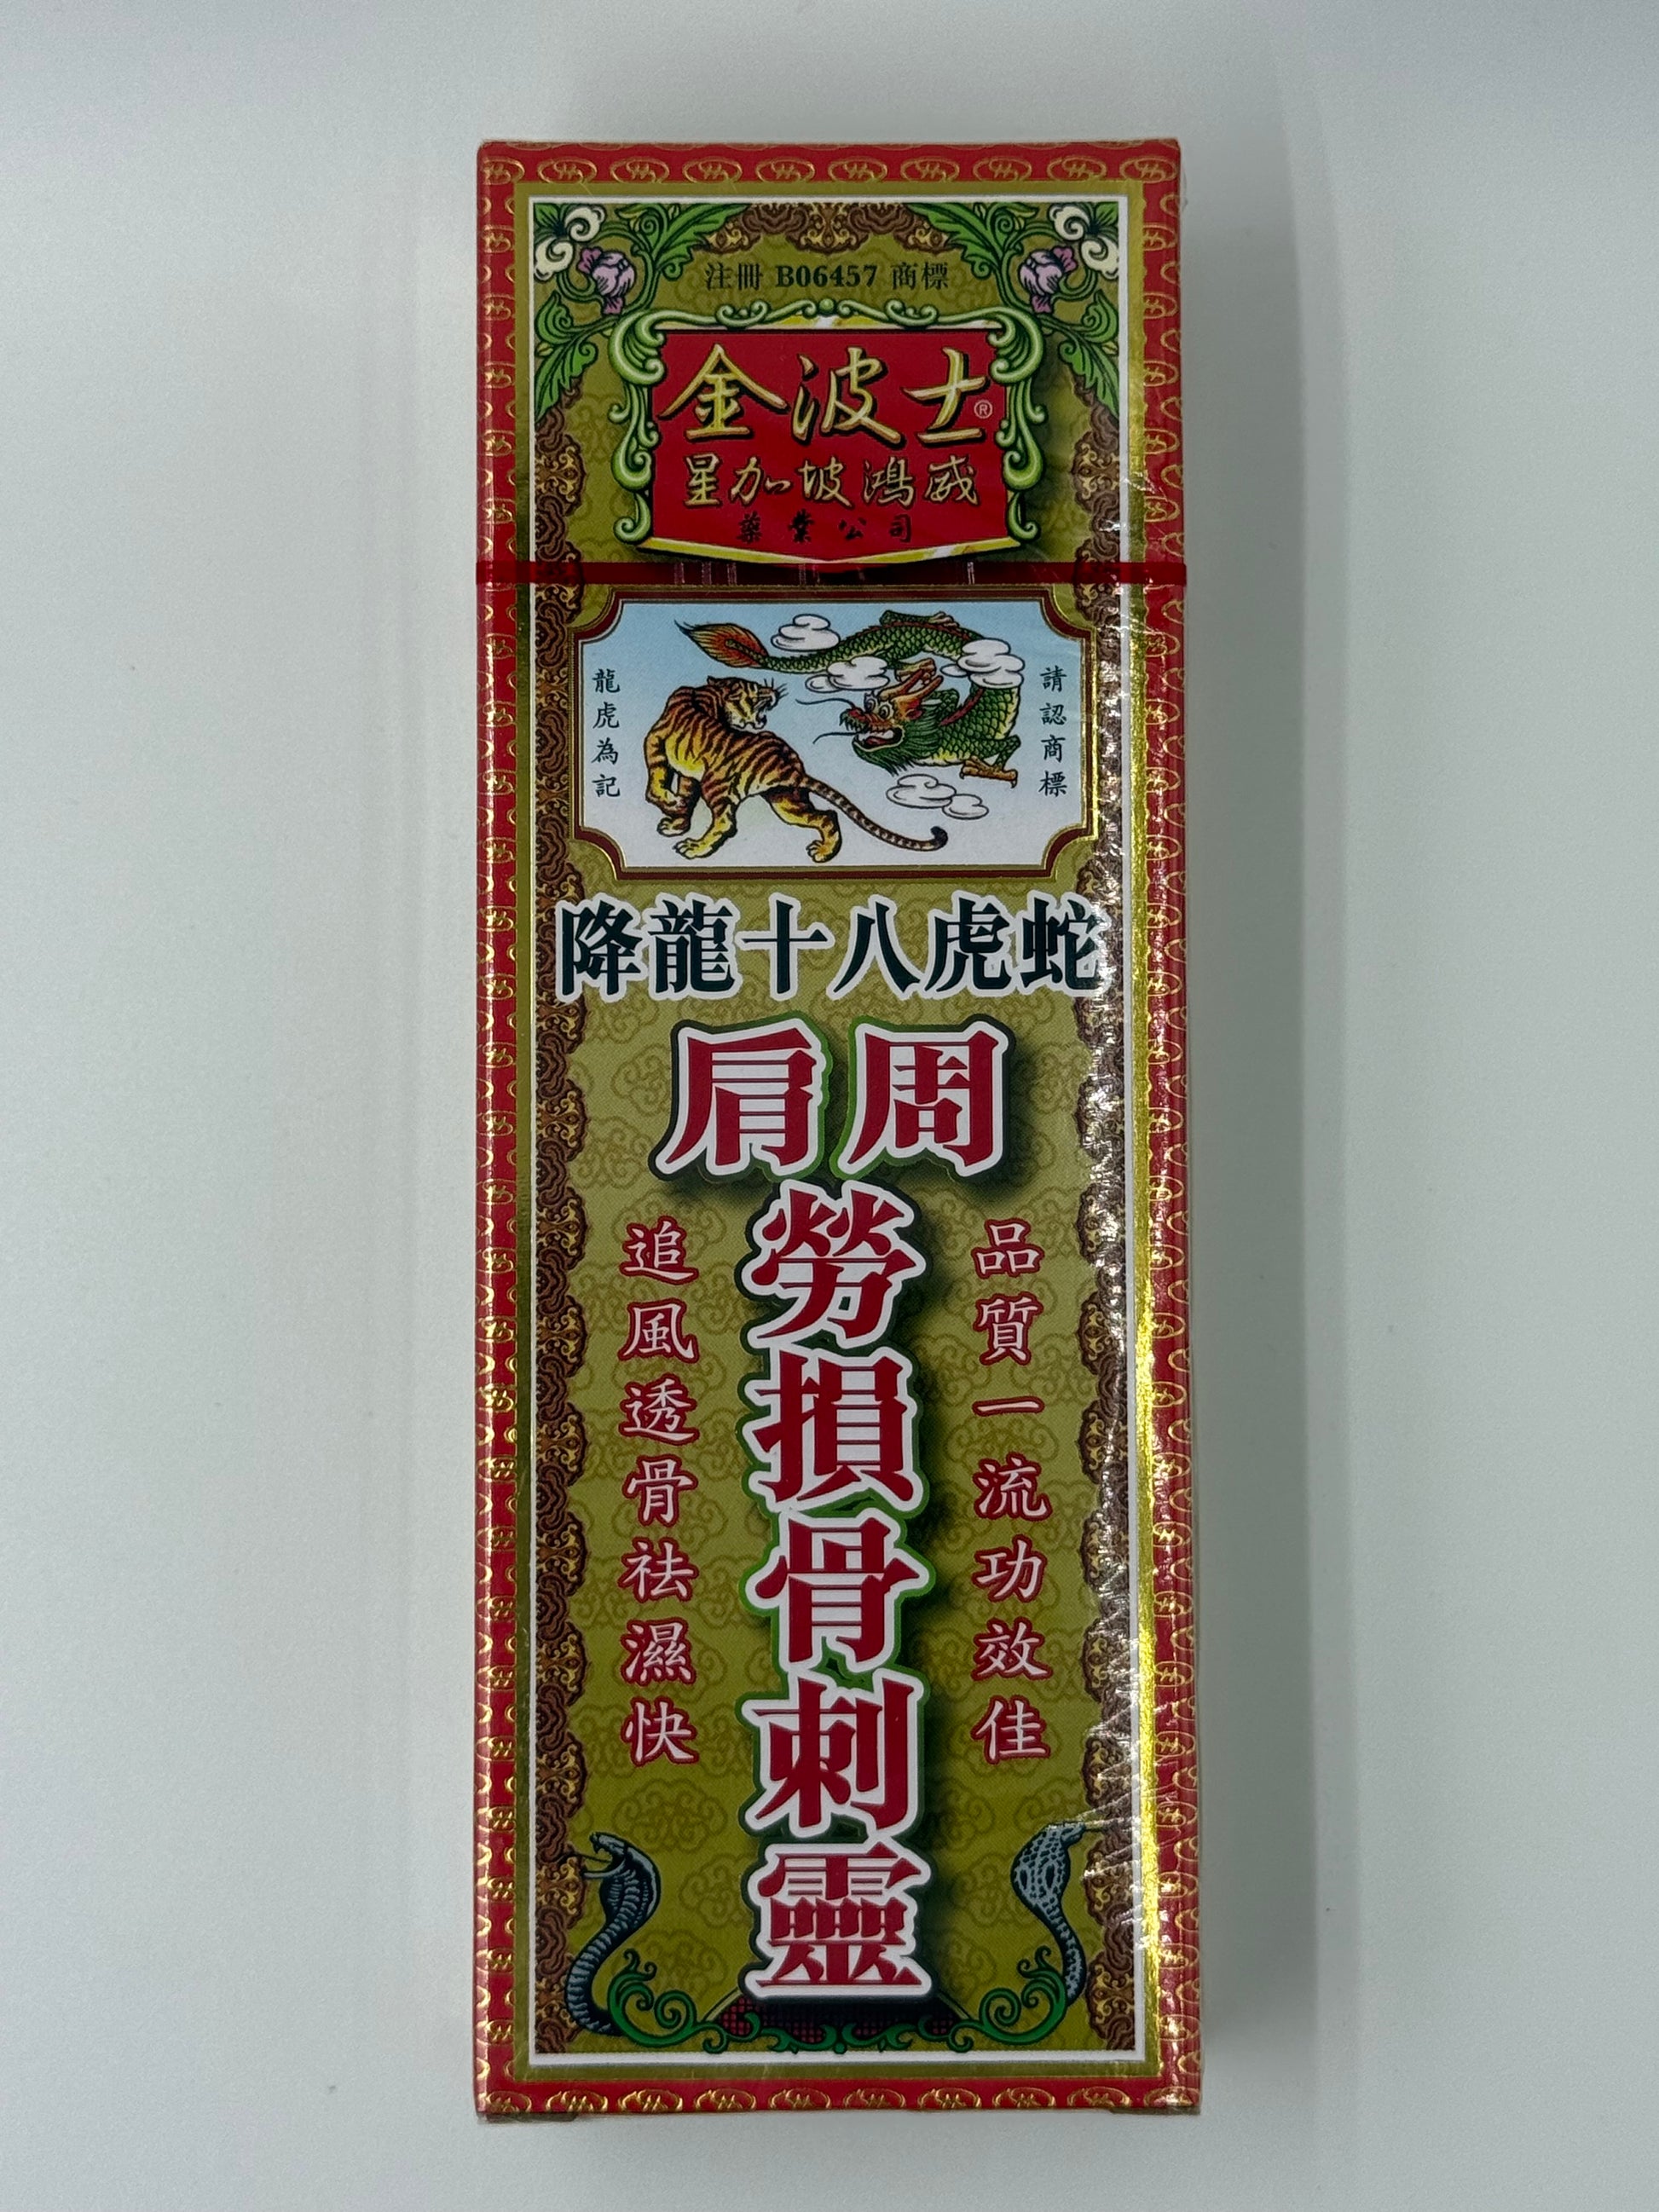 注冊 B06457 商標
金波士®
星加坡鴻威
藥業公司
請認商標
龍虎為記
降龍十八虎蛇
肩周
勞損骨刺靈
品質一流功效佳
追風透骨祛濕快